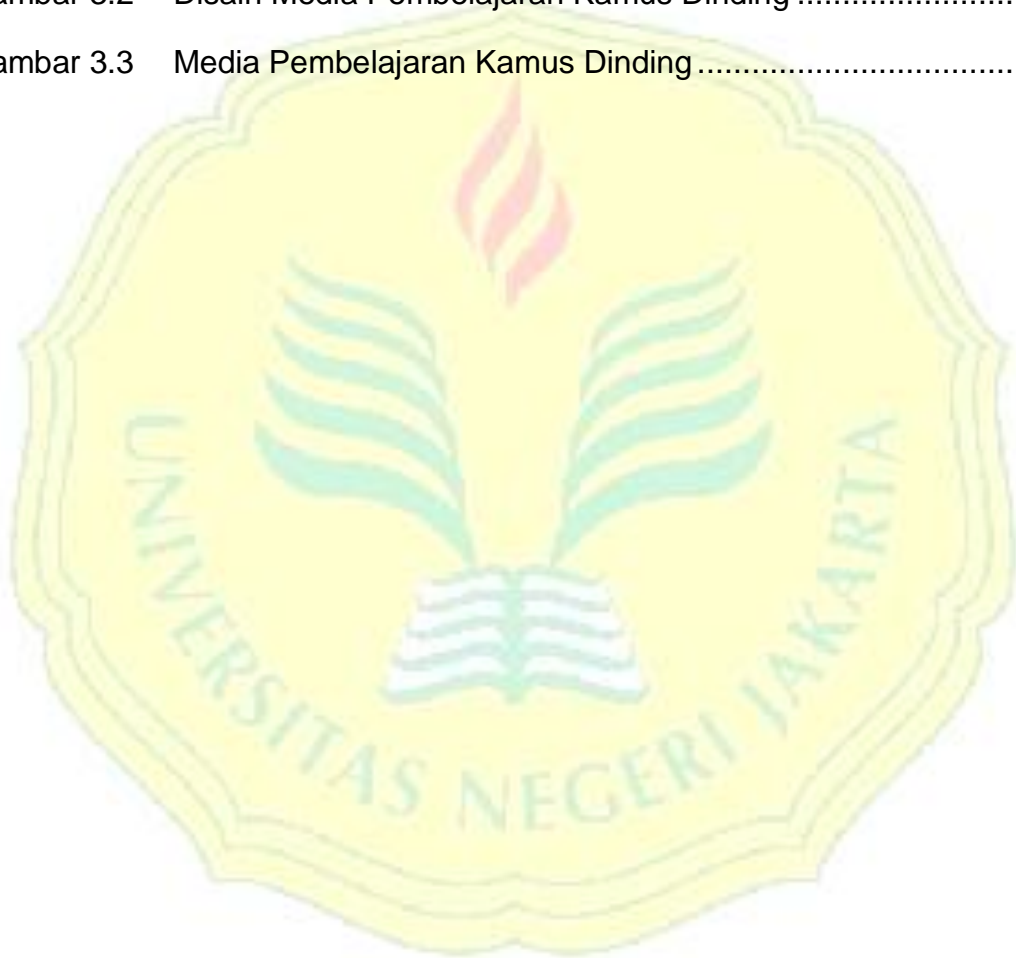 ambar 3.2 Disain Media Pembelajaran Kamus Dinding ........................
ambar 3.3 Media Pembelajaran Kamus Dinding ...................................
UNIVERSITAS NEGERI JAKARTA